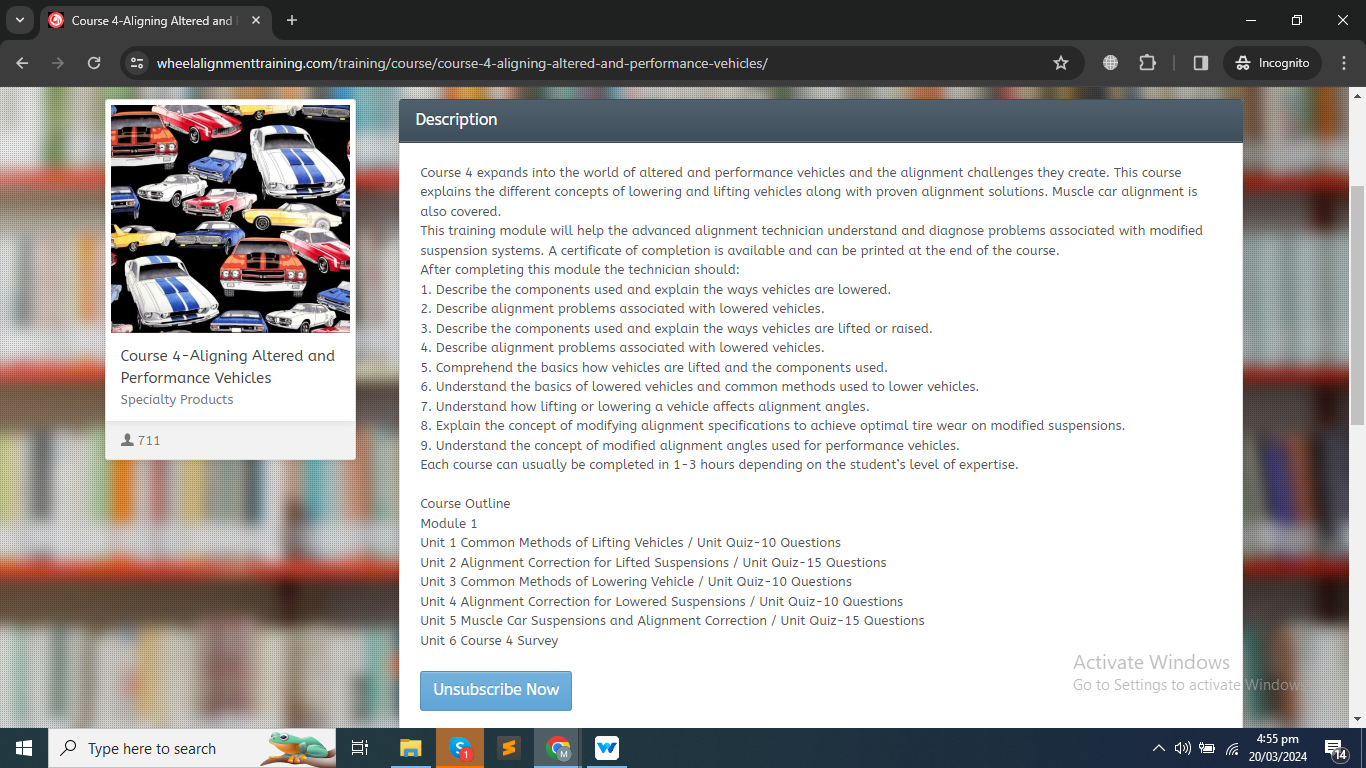 Course 4-Aligning Altered and
wheelalignmenttraining.com/training/course/course-4-aligning-altered-and-performance-vehicles/
Incognito
Course 4-Aligning Altered and
Performance Vehicles
Specialty Products
711
Description
Course 4 expands into the world of altered and performance vehicles and the alignment challenges they create. This course
explains the different concepts of lowering and lifting vehicles along with proven alignment solutions. Muscle car alignment is
also covered.
This training module will help the advanced alignment technician understand and diagnose problems associated with modified
suspension systems. A certificate of completion is available and can be printed at the end of the course.
After completing this module the technician should:
1. Describe the components used and explain the ways vehicles are lowered.
2. Describe alignment problems associated with lowered vehicles.
3. Describe the components used and explain the ways vehicles are lifted or raised.
4. Describe alignment problems associated with lowered vehicles.
5. Comprehend the basics how vehicles are lifted and the components used.
6. Understand the basics of lowered vehicles and common methods used to lower vehicles.
7. Understand how lifting or lowering a vehicle affects alignment angles.
8. Explain the concept of modifying alignment specifications to achieve optimal tire wear on modified suspensions.
9. Understand the concept of modified alignment angles used for performance vehicles.
Each course can usually be completed in 1-3 hours depending on the student's level of expertise.
Course Outline
Module 1
Unit 1 Common Methods of Lifting Vehicles / Unit Quiz-10 Questions
Unit 2 Alignment Correction for Lifted Suspensions / Unit Quiz-15 Questions
Unit 3 Common Methods of Lowering Vehicle / Unit Quiz-10 Questions
Unit 4 Alignment Correction for Lowered Suspensions / Unit Quiz-10 Questions
Unit 5 Muscle Car Suspensions and Alignment Correction / Unit Quiz-15 Questions
Unit 6 Course 4 Survey
Unsubscribe Now
Activate Windows
Go to Settings to activate Windows.
Type here to search
S
1
M
W
4:55 pm
20/03/2024
14